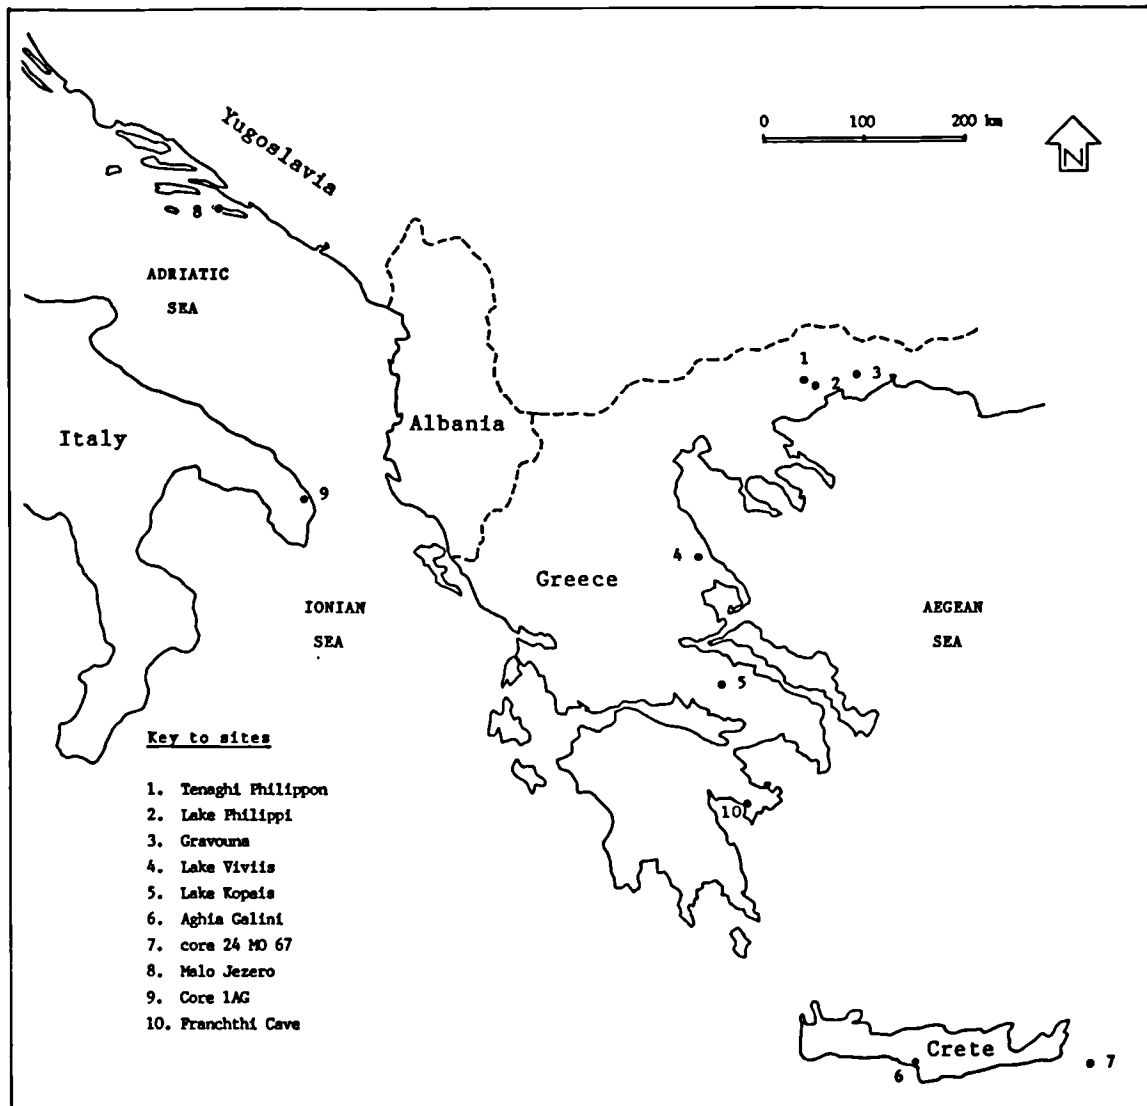 Yugoslavia
0 100 200 km
N
8
ADRIATIC
SEA
1
2
3
Italy
Albania
9
4
Greece
IONIAN
SEA
AEGEAN
SEA
5
Key to sites
1. Tenaghi Philippon
2. Lake Philippi
3. Gravouna
4. Lake Viviis
5. Lake Kopais
6. Aghia Galini
7. core 24 MO 67
8. Malo Jezero
9. Core 1AG
10. Franchthi Cave
10
Crete
6
7